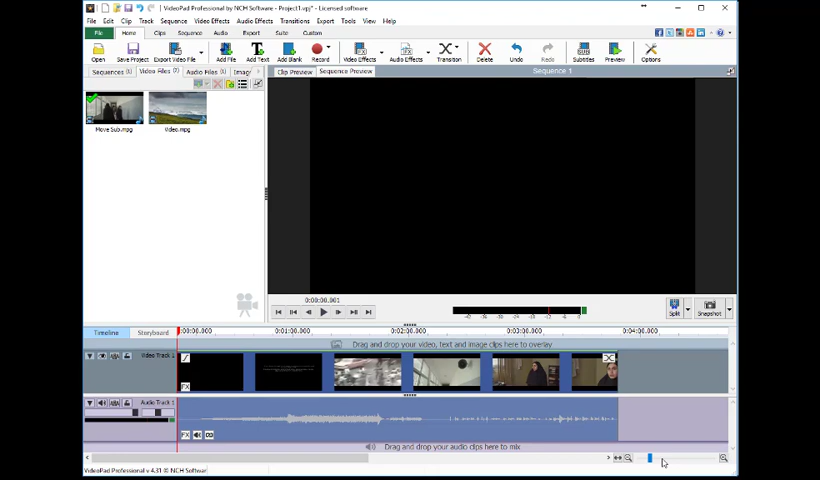 VideoPad Professional by NCH Software - Project1.vpj* - Licensed software
File Edit View Clip Track Sequence Video Effects Audio Effects Transitions Export Tools View Help
File Home Clips Sequence Audio Export Suite Custom
Open Save Project Export Video File Add File Add Text Add Blank Record Video Effects Audio Effects Transition Delete Undo Redo Subtitles Preview Options
Sequences (1) Video Files (2) Audio Files (1) Imag
Clip Preview Sequence Preview Sequence 1
Move Sub.mpg Video.mpg
0:00:00.001
Split Snapshot
Timeline Storyboard 0:00:00.000 0:01:00.000 0:02:00.000 0:03:00.000 0:04:00.000
Drag and drop your video, text and image clips here to overlay
Video Track 1
FX
Audio Track 1
FX
Drag and drop your audio clips here to mix
VideoPad Professional v 4.31 © NCH Software